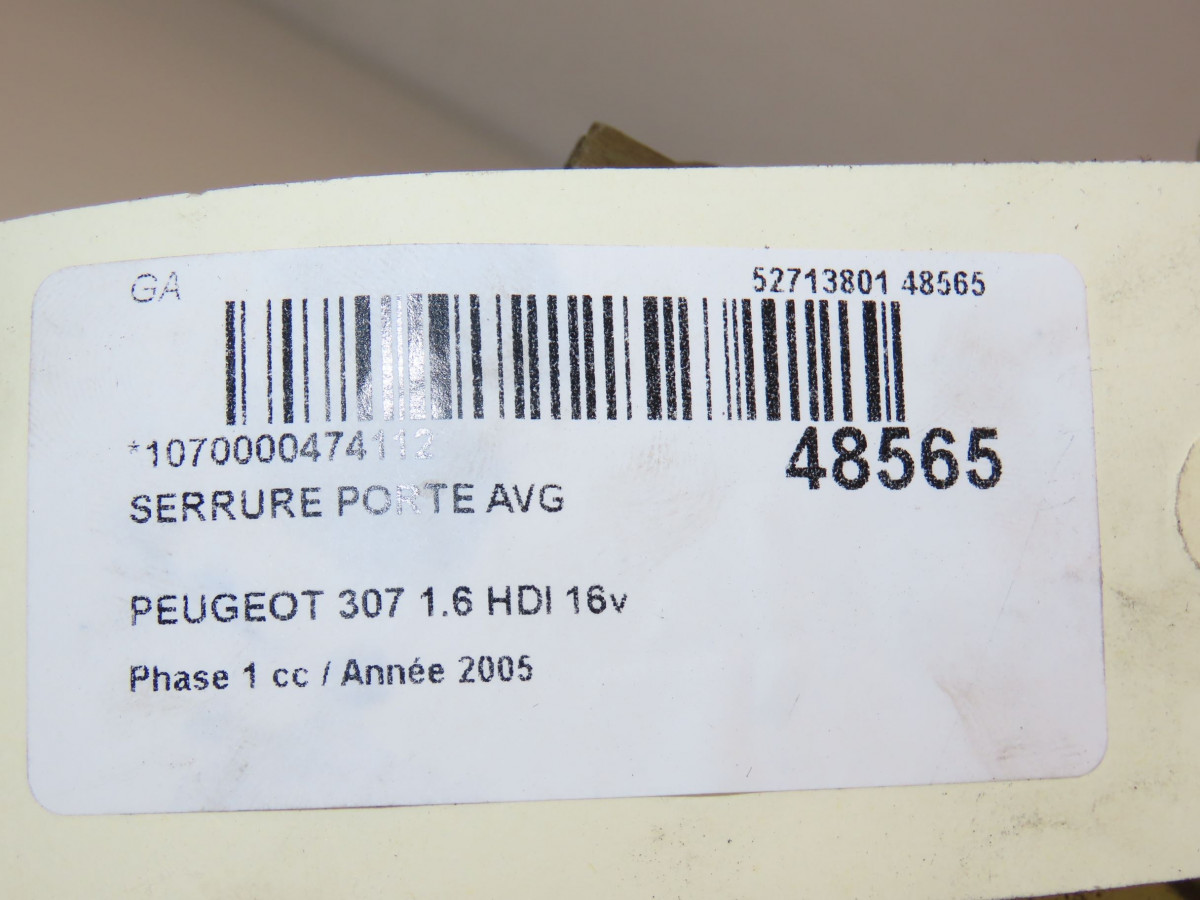 GA
52713801 48565
*1070000474112
48565
SERRURE PORTE AVG
PEUGEOT 307 1.6 HDI 16v
Phase 1 cc / Année 2005